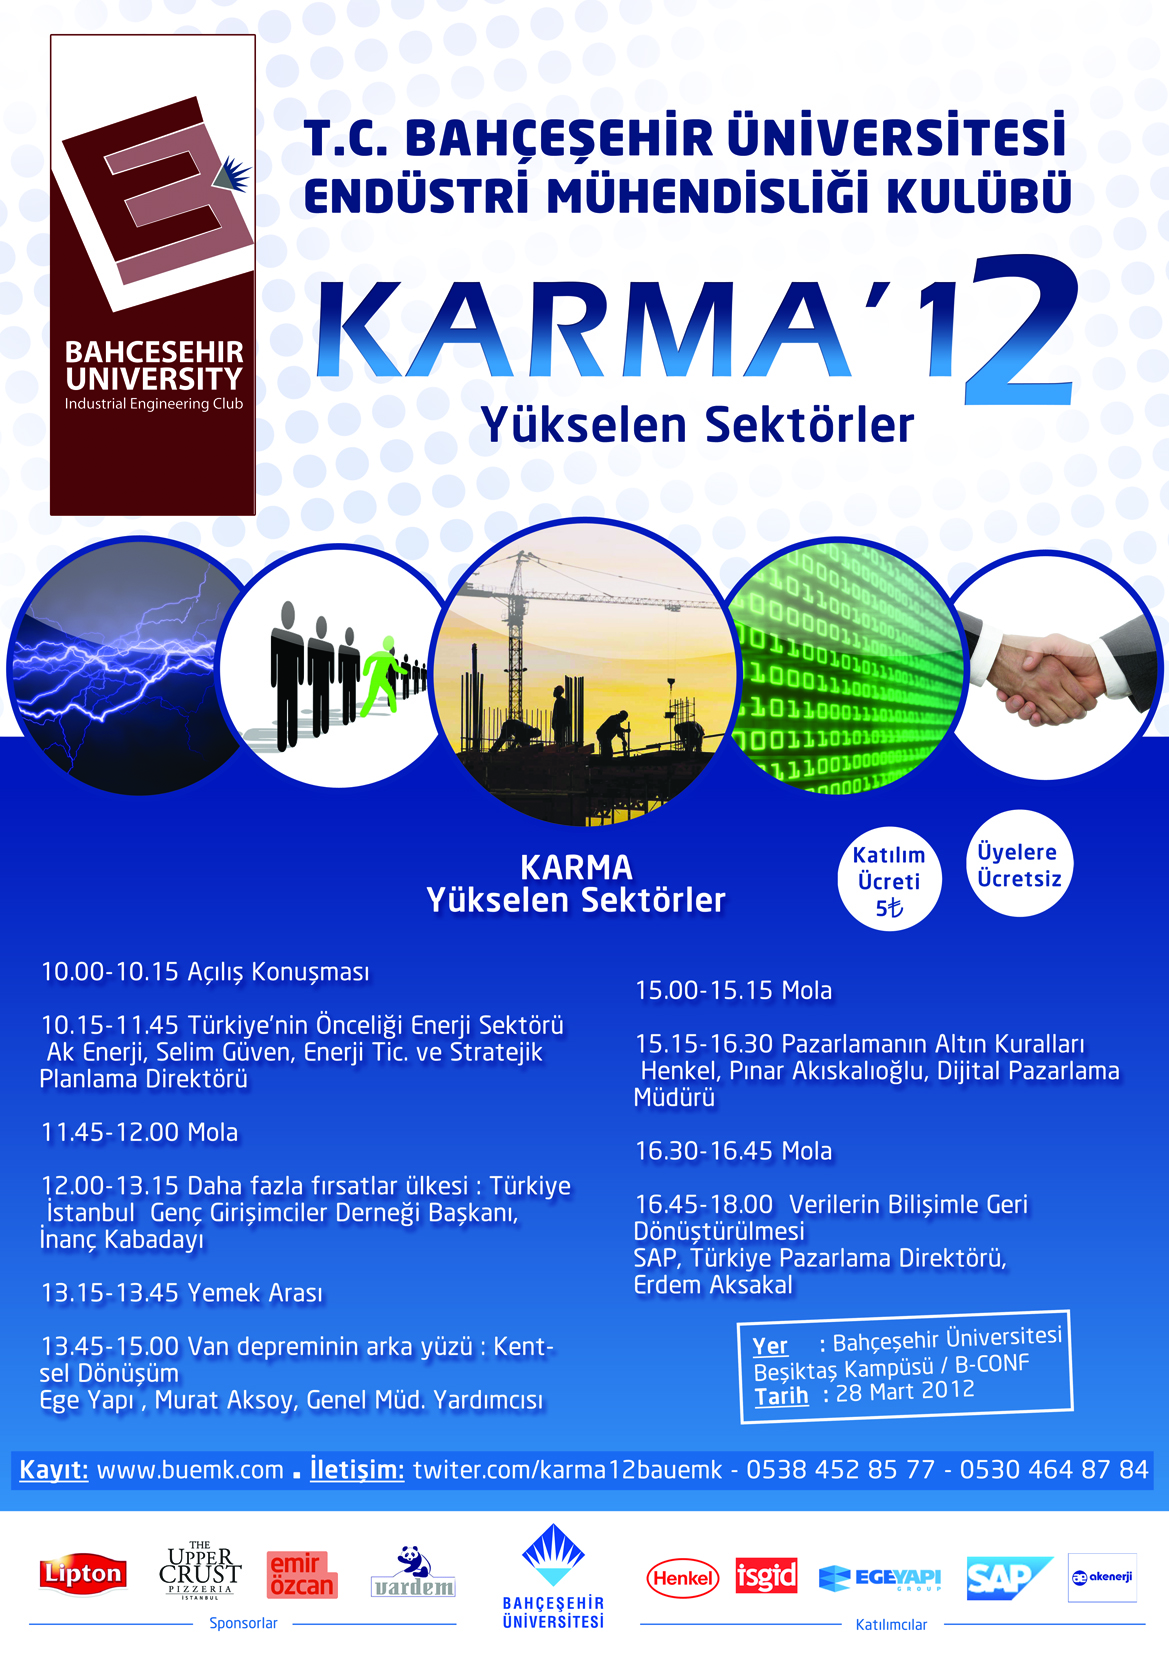 T.C. BAHÇEŞEHİR ÜNİVERSİTESİ
ENDÜSTRİ MÜHENDİSLİĞİ KULÜBÜ
KARMA'12
Yükselen Sektörler
BAHCESEHIR
UNIVERSITY
Industrial Engineering Club
KARMA
Yükselen Sektörler
Katılım
Ücreti
5₺
Üyelere
Ücretsiz
10.00-10.15 Açılış Konuşması
10.15-11.45 Türkiye'nin Önceliği Enerji Sektörü
Ak Enerji, Selim Güven, Enerji Tic. ve Stratejik
Planlama Direktörü
11.45-12.00 Mola
12.00-13.15 Daha fazla fırsatlar ülkesi : Türkiye
İstanbul Genç Girişimciler Derneği Başkanı,
İnanç Kabadayı
13.15-13.45 Yemek Arası
13.45-15.00 Van depreminin arka yüzü : Kent-
sel Dönüşüm
Ege Yapı , Murat Aksoy, Genel Müd. Yardımcısı
15.00-15.15 Mola
15.15-16.30 Pazarlamanın Altın Kuralları
Henkel, Pınar Akıskalıoğlu, Dijital Pazarlama
Müdürü
16.30-16.45 Mola
16.45-18.00 Verilerin Bilişimle Geri
Dönüştürülmesi
SAP, Türkiye Pazarlama Direktörü,
Erdem Aksakal
Yer : Bahçeşehir Üniversitesi
Beşiktaş Kampüsü / B-CONF
Tarih : 28 Mart 2012
Kayıt: www.buemk.com ▪ İletişim: twiter.com/karma12bauemk - 0538 452 85 77 - 0530 464 87 84
Lipton
THE
UPPER
CRUST
PIZZERIA
ISTANBUL
emir
özcan
vardem
BAHÇEŞEHİR
ÜNİVERSİTESİ
Henkel
isgid
EGEYAPI
GROUP
SAP
ae akenerji
Sponsorlar
Katılımcılar